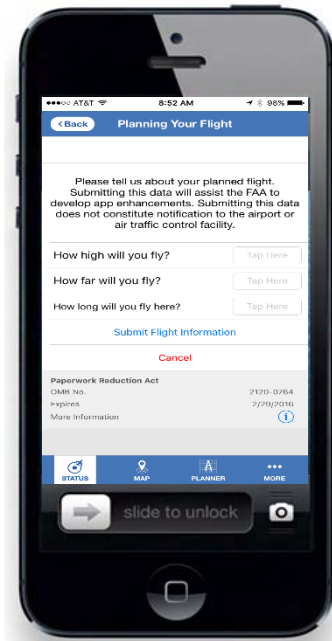 ●●●○○ AT&T 8:52 AM 98%
<Back Planning Your Flight
Please tell us about your planned flight.
Submitting this data will assist the FAA to
develop app enhancements. Submitting this data
does not constitute notification to the airport or
air traffic control facility.
How high will you fly? Tap Here
How far will you fly? Tap Here
How long will you fly here? Tap Here
Submit Flight Information
Cancel
Paperwork Reduction Act
OMB No. 2120-0764
Expires 2/29/2016
More Information
STATUS MAP PLANNER MORE
slide to unlock